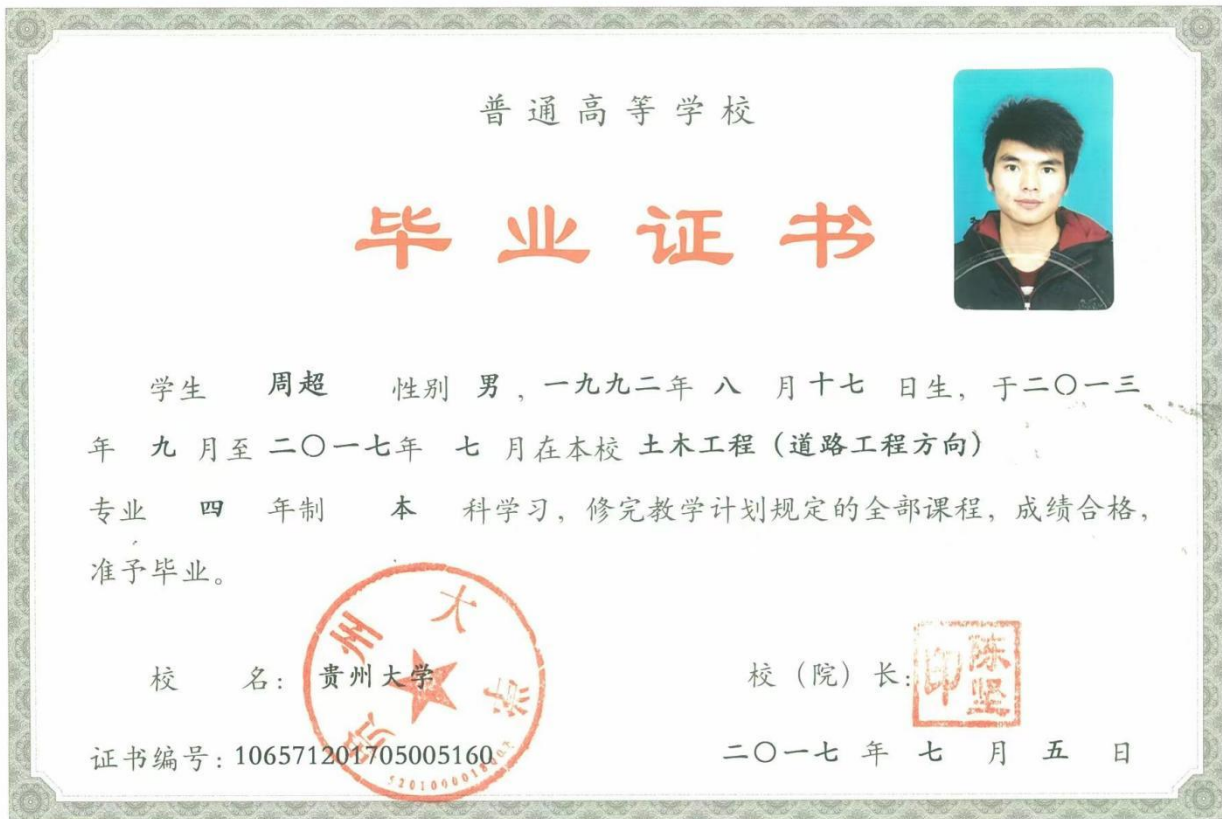 普通高等学校
毕业证书
学生 周超 性别 男，一九九二年 八 月十七 日生，于二〇一三
年 九 月至 二〇一七年 七 月在本校 土木工程（道路工程方向）
专业 四 年制 本 科学习，修完教学计划规定的全部课程，成绩合格，
准予毕业。
贵州大学
校 名：贵州大学
校（院）长：
陈坚印
证书编号：106571201705005160
二〇一七 年 七 月 五 日